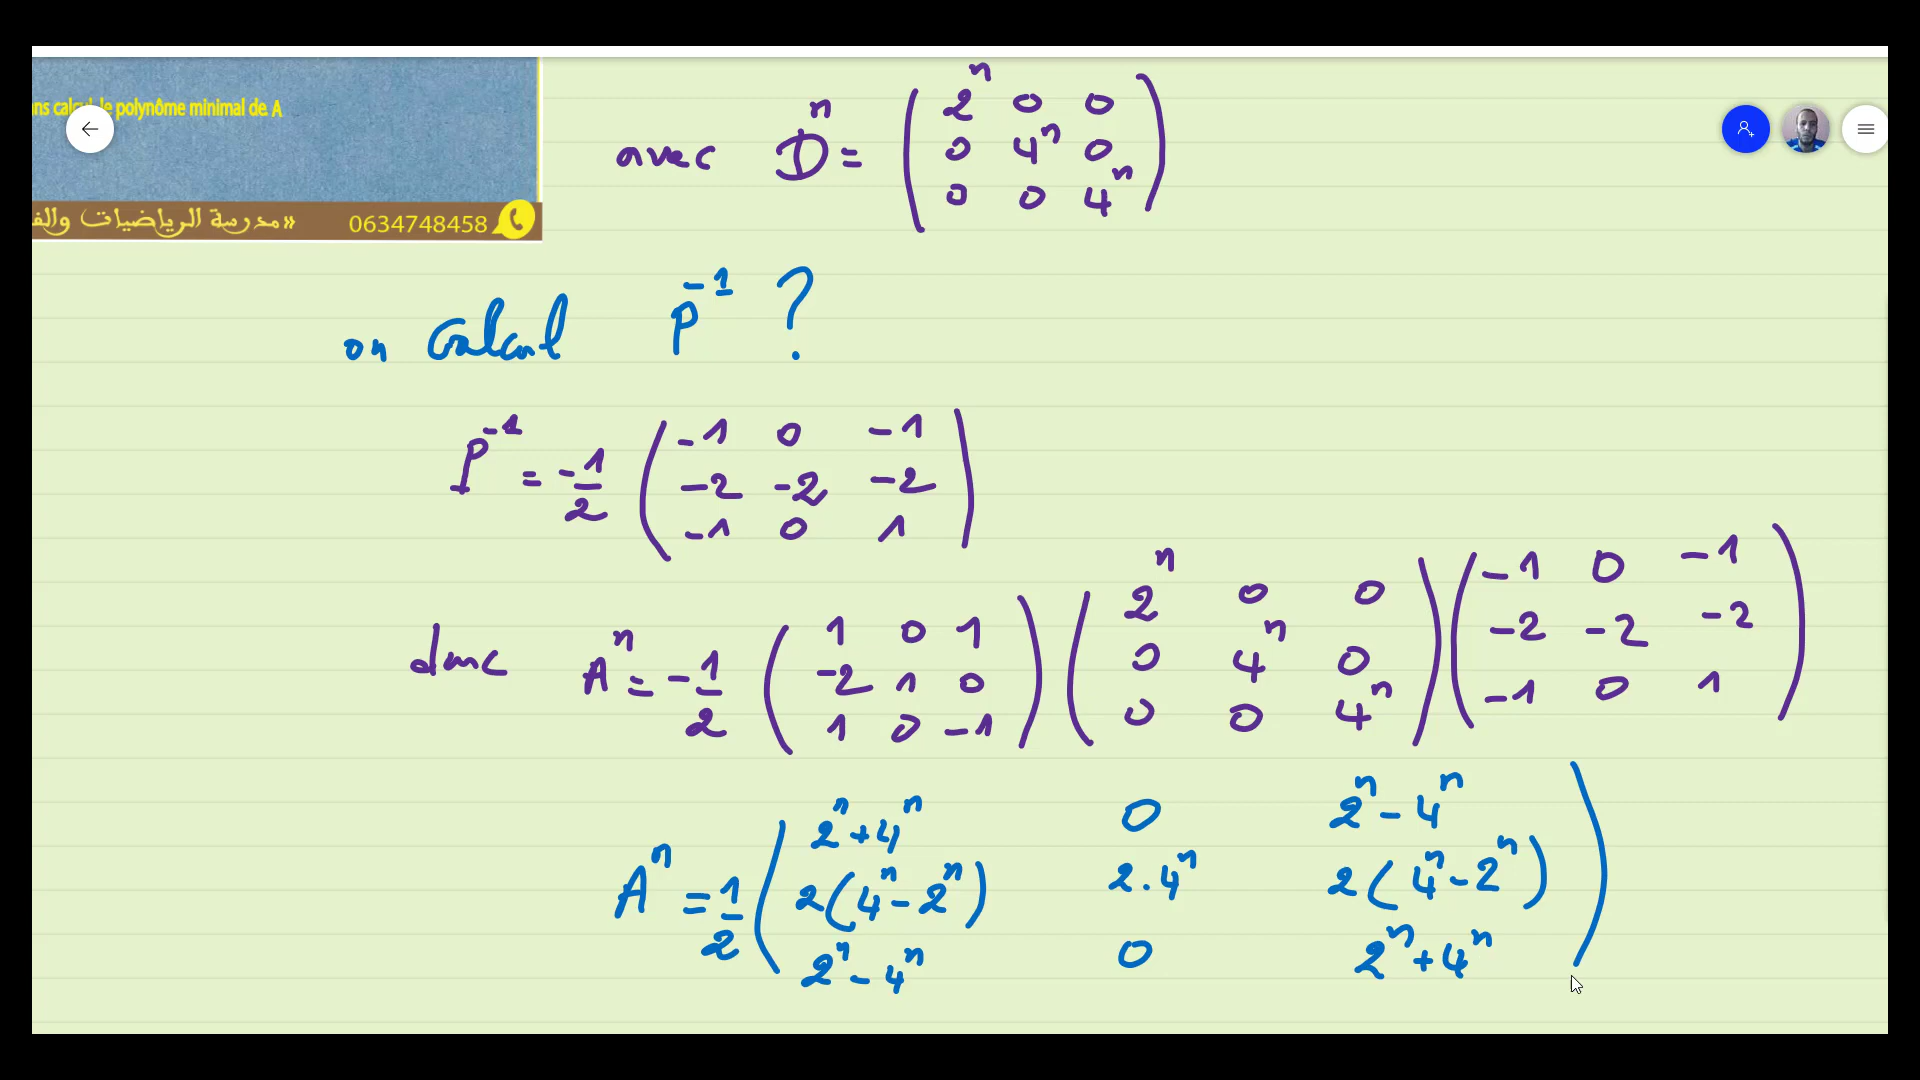 ns calcul, le polynôme minimal de A
«مدرسة الرياضيات والف
0634748458
avec D^n = ( 2^n 0 0
0 4^n 0
0 0 4^n )
on Calcul P^-1 ?
P^-1 = -1/2 ( -1 0 -1
-2 -2 -2
-1 0 1 )
donc A^n = -1/2 ( 1 0 1
-2 1 0
1 0 -1 ) ( 2^n 0 0
0 4^n 0
0 0 4^n ) ( -1 0 -1
-2 -2 -2
-1 0 1 )
A^n = 1/2 ( 2^n+4^n 0 2^n-4^n
2(4^n-2^n) 2.4^n 2(4^n-2^n)
2^n-4^n 0 2^n+4^n )